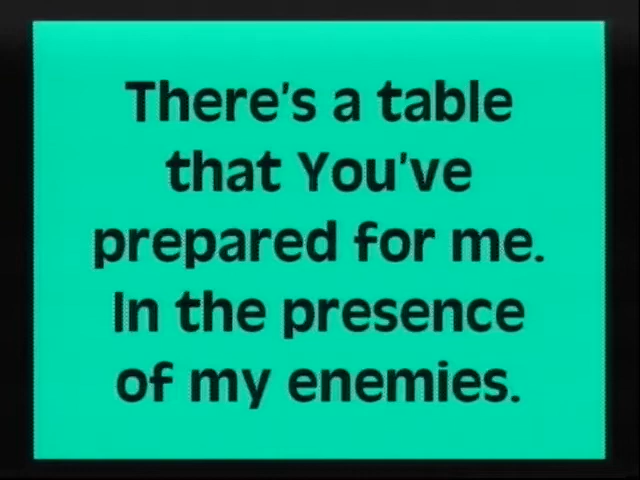 There's a table
that You've
prepared for me.
In the presence
of my enemies.